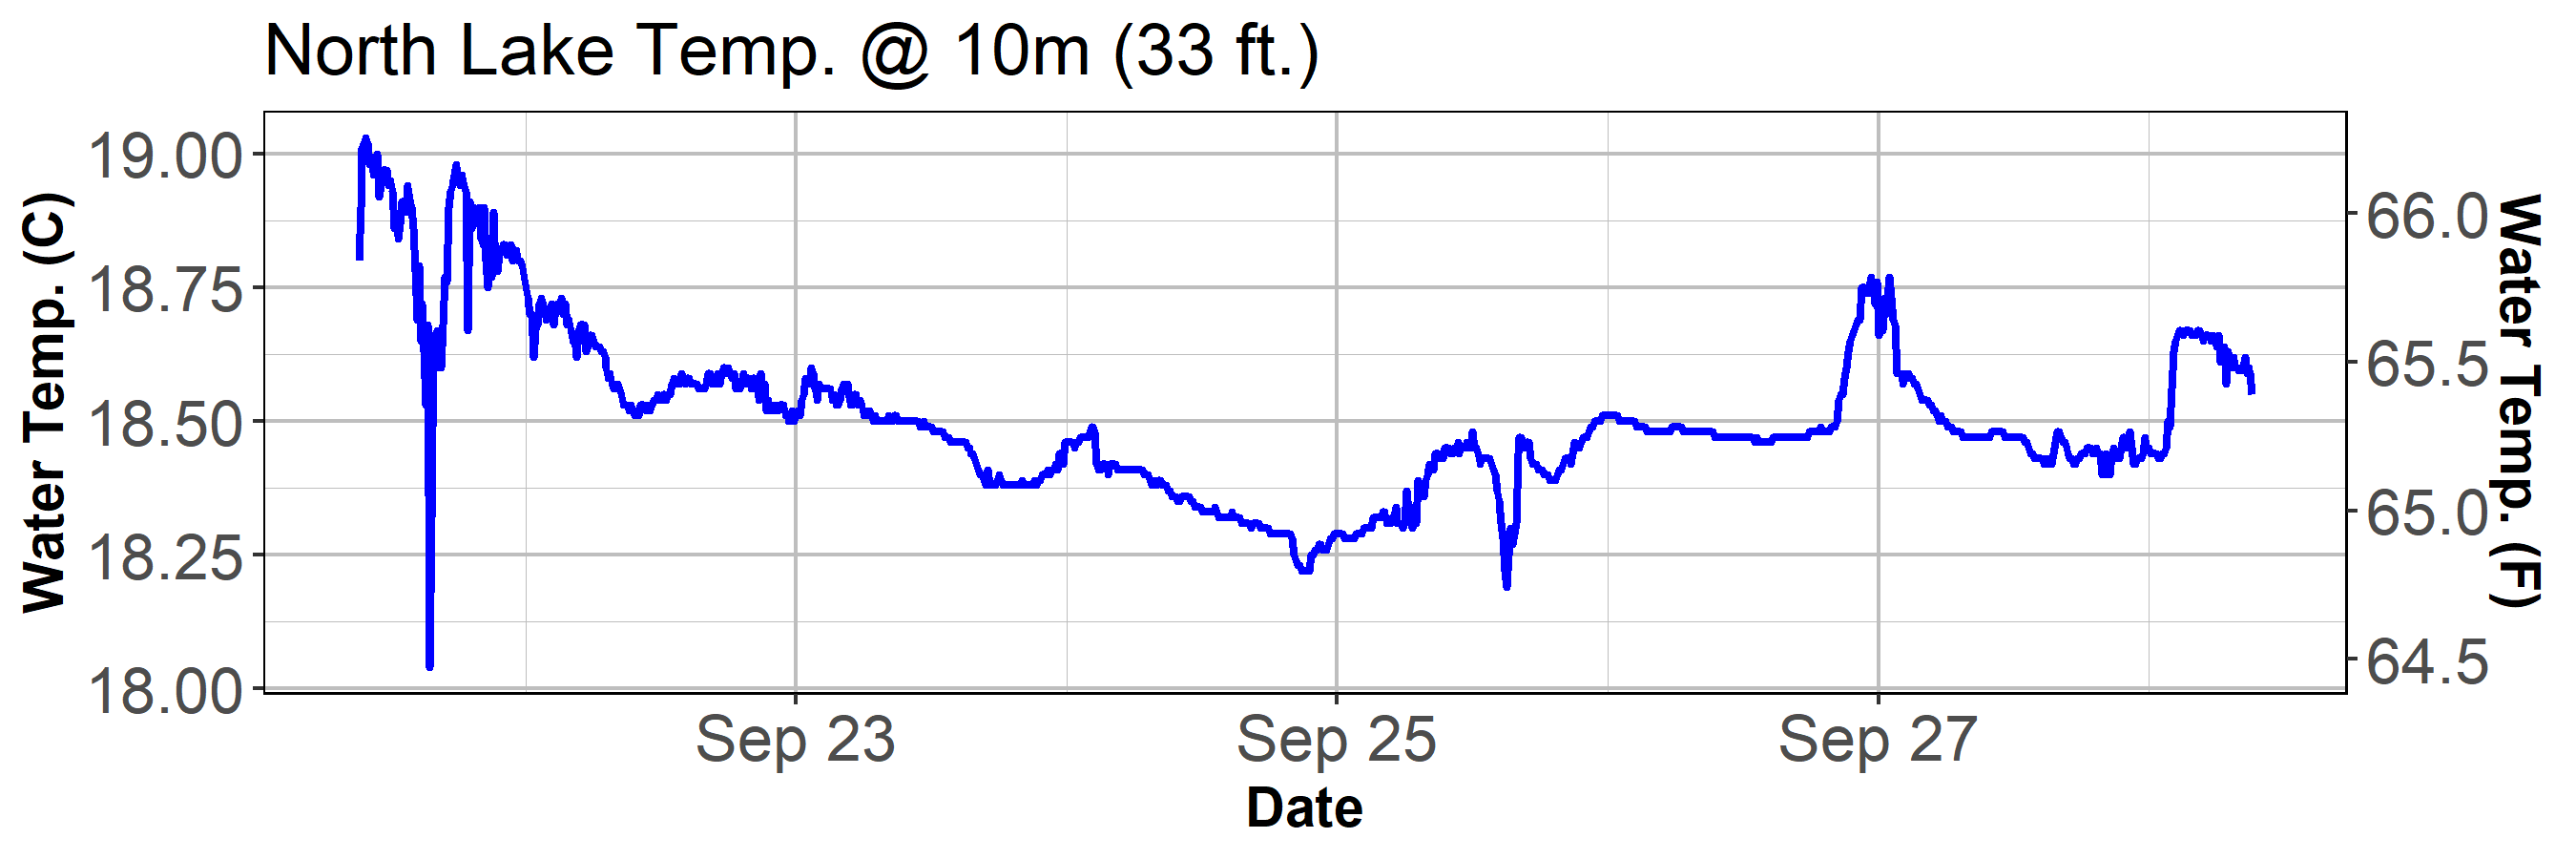 North Lake Temp. @ 10m (33 ft.)
Water Temp. (C)
19.00
18.75
18.50
18.25
18.00
66.0
65.5
65.0
64.5
Water Temp. (F)
Sep 23 Sep 25 Sep 27
Date